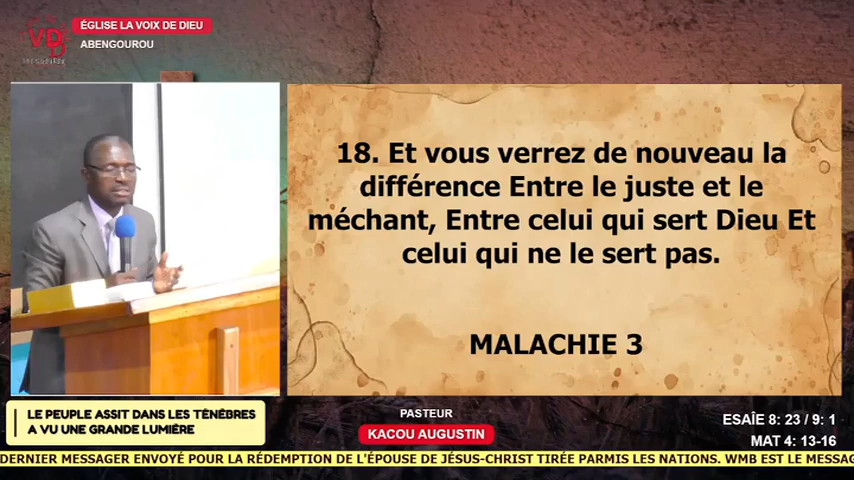 VDD
ÉGLISE LA VOIX DE DIEU
ABENGOUROU
18. Et vous verrez de nouveau la
différence Entre le juste et le
méchant, Entre celui qui sert Dieu Et
celui qui ne le sert pas.
MALACHIE 3
LE PEUPLE ASSIT DANS LES TÉNÈBRES
A VU UNE GRANDE LUMIÈRE
PASTEUR
KACOU AUGUSTIN
ESAÎE 8: 23 / 9: 1
MAT 4: 13-16
DERNIER MESSAGER ENVOYÉ POUR LA RÉDEMPTION DE L'ÉPOUSE DE JÉSUS-CHRIST TIRÉE PARMIS LES NATIONS. WMB EST LE MESSAG